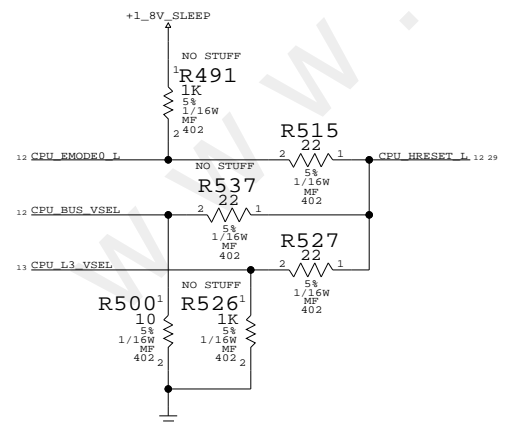 +1_8V_SLEEP
NO STUFF
1
R491
1K
5%
1/16W
MF
2 402
R515
22
12 CPU_EMODE0_L
2 1
CPU_HRESET_L 12 29
5%
1/16W
MF
402
NO STUFF
R537
22
12 CPU_BUS_VSEL
2 1
5%
1/16W
MF
402
R527
22
13 CPU_L3_VSEL
2 1
5%
1/16W
MF
402
R500 1
10
5%
1/16W
MF
402 2
NO STUFF
R526 1
1K
5%
1/16W
MF
402 2
w w w .